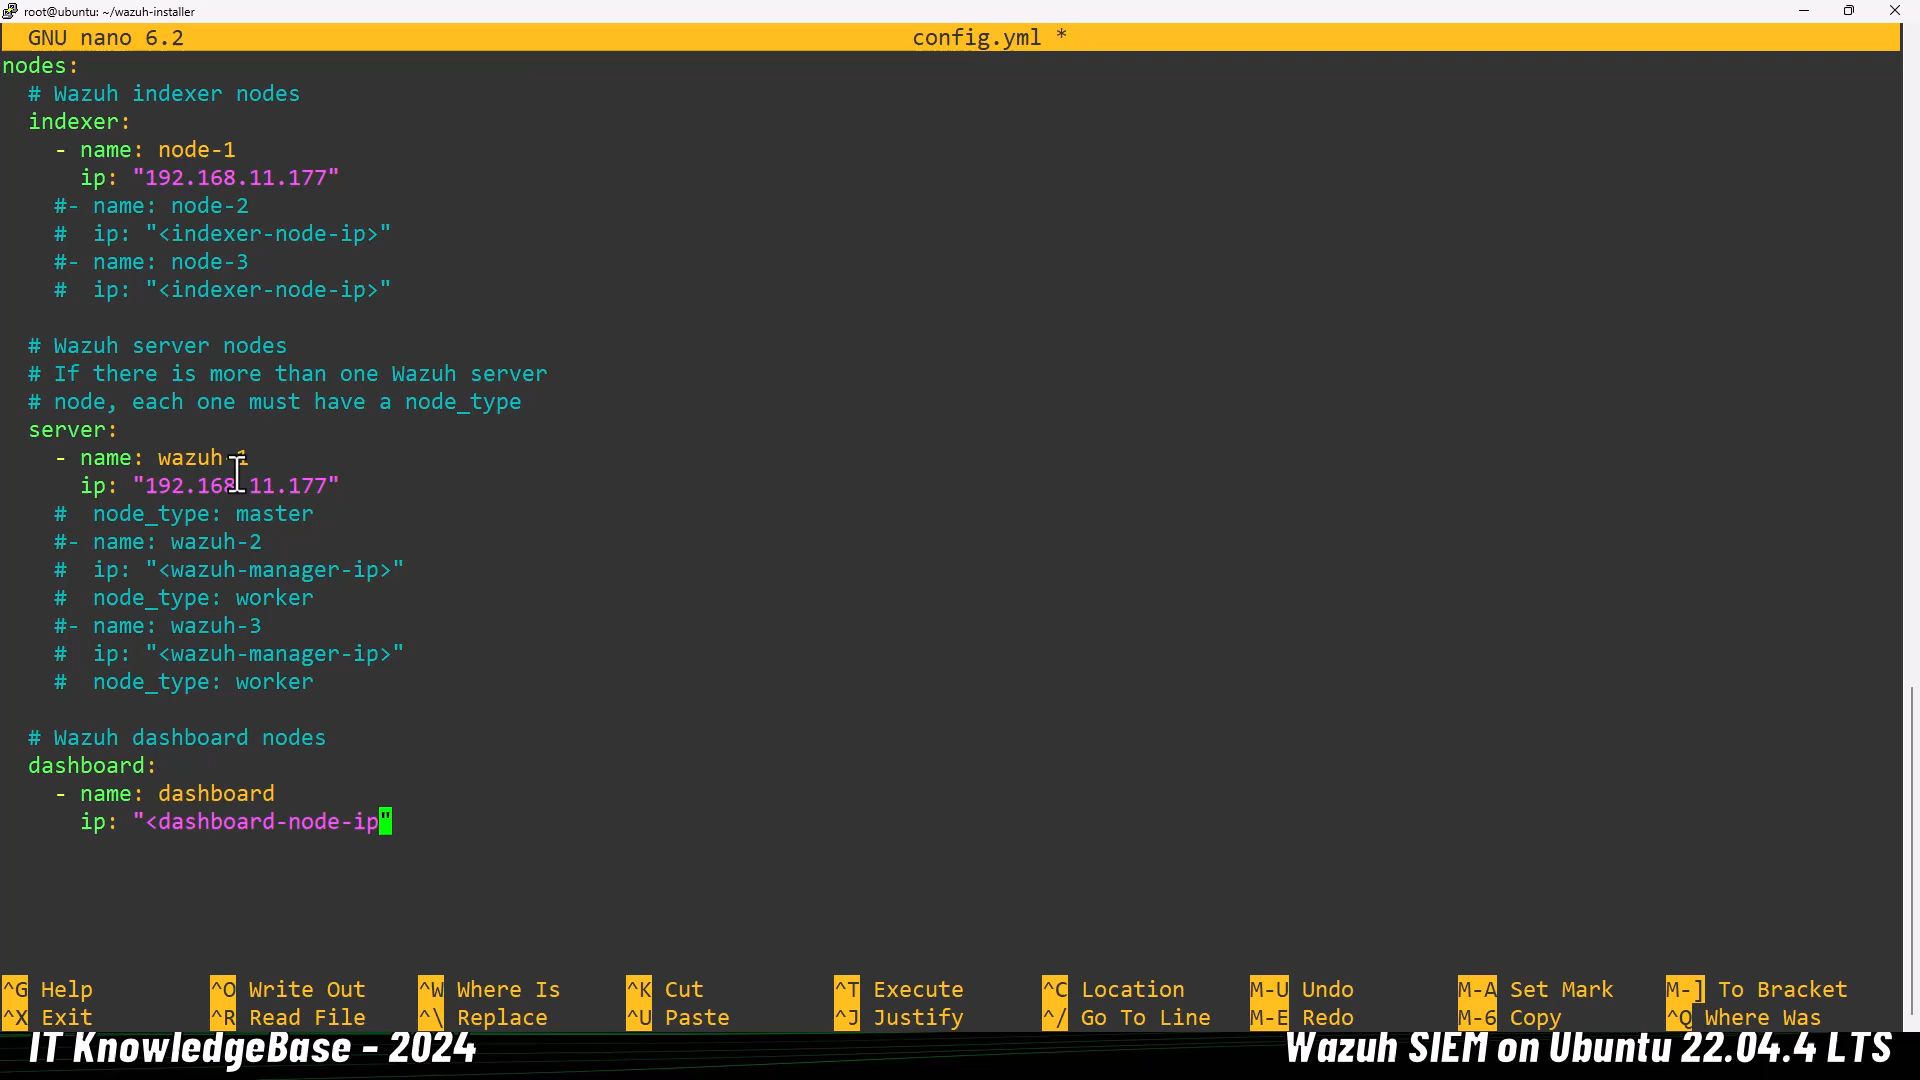 root@ubuntu: ~/wazuh-installer
GNU nano 6.2 config.yml *
nodes:
  # Wazuh indexer nodes
  indexer:
    - name: node-1
      ip: "192.168.11.177"
    #- name: node-2
    #  ip: "<indexer-node-ip>"
    #- name: node-3
    #  ip: "<indexer-node-ip>"
  # Wazuh server nodes
  # If there is more than one Wazuh server
  # node, each one must have a node_type
  server:
    - name: wazuh-1
      ip: "192.168.11.177"
    #  node_type: master
    #- name: wazuh-2
    #  ip: "<wazuh-manager-ip>"
    #  node_type: worker
    #- name: wazuh-3
    #  ip: "<wazuh-manager-ip>"
    #  node_type: worker
  # Wazuh dashboard nodes
  dashboard:
    - name: dashboard
      ip: "<dashboard-node-ip"
^G Help ^O Write Out ^W Where Is ^K Cut ^T Execute ^C Location M-U Undo M-A Set Mark M-] To Bracket
^X Exit ^R Read File ^\ Replace ^U Paste ^J Justify ^/ Go To Line M-E Redo M-6 Copy ^Q Where Was
IT KnowledgeBase - 2024 Wazuh SIEM on Ubuntu 22.04.4 LTS